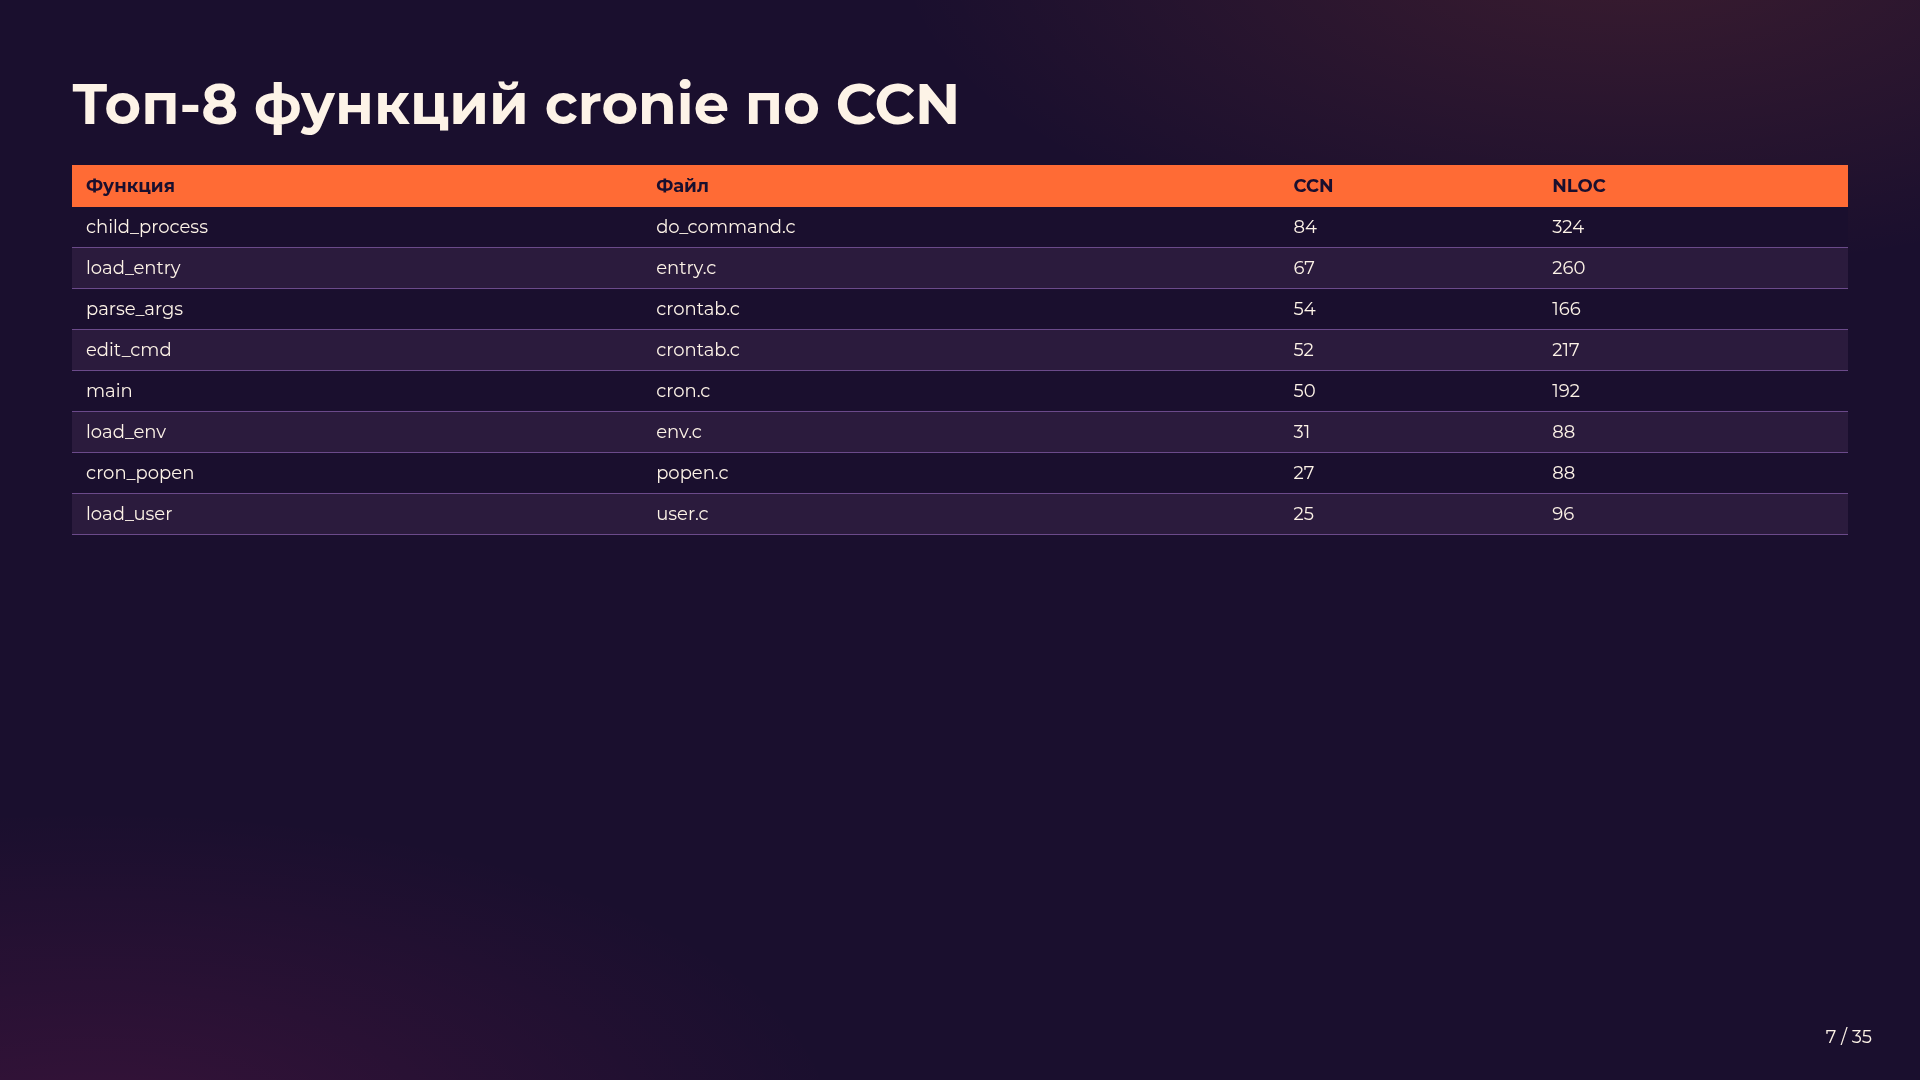 Топ-8 функций cronie по CCN
Функция Файл CCN NLOC
child_process do_command.c 84 324
load_entry entry.c 67 260
parse_args crontab.c 54 166
edit_cmd crontab.c 52 217
main cron.c 50 192
load_env env.c 31 88
cron_popen popen.c 27 88
load_user user.c 25 96
7 / 35